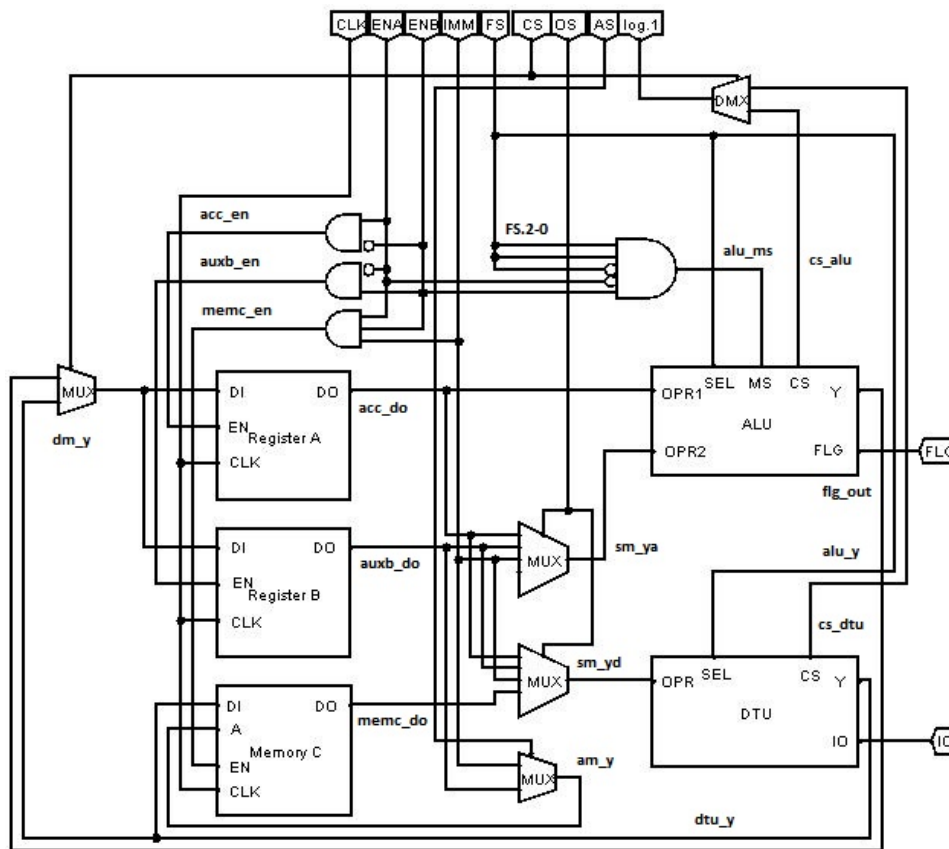 CLK ENA ENB IMM FS CS OS AS log.1
DMX
acc_en
FS.2-0
alu_ms
cs_alu
auxb_en
memc_en
MUX
dm_y
DI
DO
EN
Register A
CLK
acc_do
OPR1
SEL
MS
CS
Y
ALU
OPR2
FLG
FLG
flg_out
DI
DO
EN
Register B
CLK
auxb_do
MUX
sm_ya
alu_y
cs_dtu
DI
DO
A
Memory C
EN
CLK
memc_do
MUX
sm_yd
OPR
SEL
CS
Y
DTU
IO
MUX
am_y
dtu_y